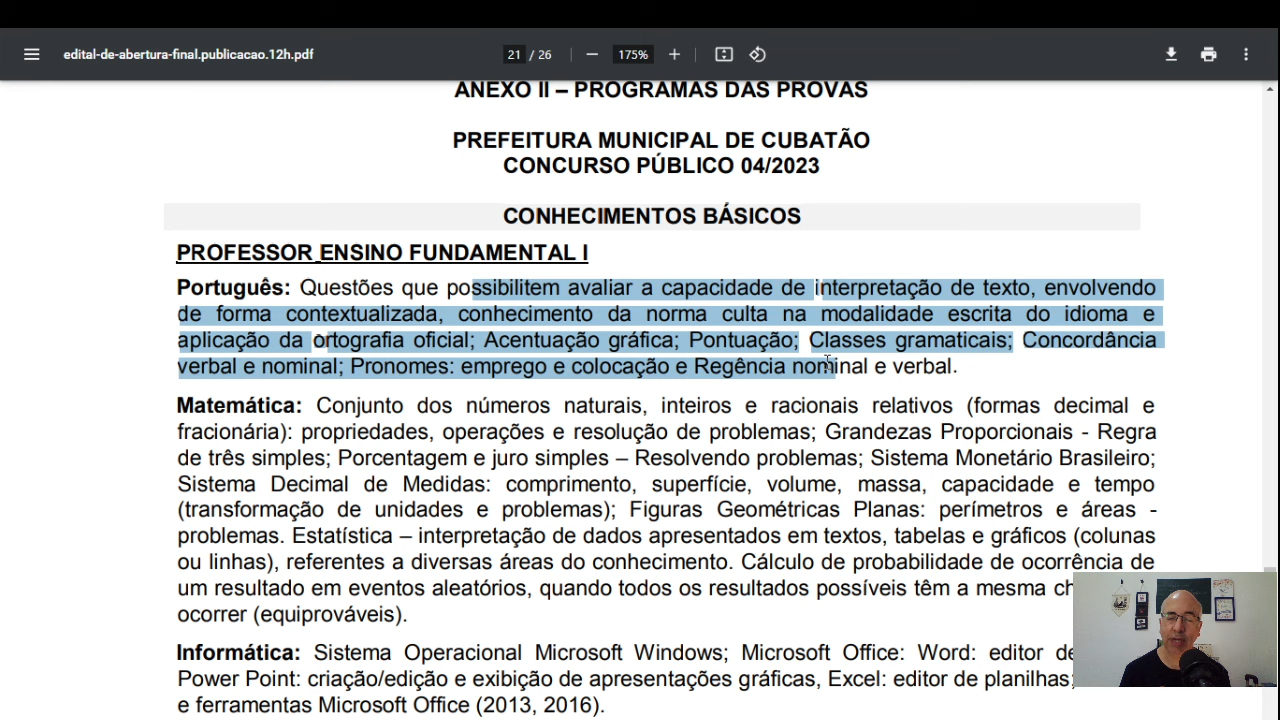 edital-de-abertura-final.publicacao.12h.pdf 21 / 26 175%
ANEXO II – PROGRAMAS DAS PROVAS
PREFEITURA MUNICIPAL DE CUBATÃO
CONCURSO PÚBLICO 04/2023
CONHECIMENTOS BÁSICOS
PROFESSOR ENSINO FUNDAMENTAL I
Português: Questões que possibilitem avaliar a capacidade de interpretação de texto, envolvendo
de forma contextualizada, conhecimento da norma culta na modalidade escrita do idioma e
aplicação da ortografia oficial; Acentuação gráfica; Pontuação; Classes gramaticais; Concordância
verbal e nominal; Pronomes: emprego e colocação e Regência nominal e verbal.
Matemática: Conjunto dos números naturais, inteiros e racionais relativos (formas decimal e
fracionária): propriedades, operações e resolução de problemas; Grandezas Proporcionais - Regra
de três simples; Porcentagem e juro simples – Resolvendo problemas; Sistema Monetário Brasileiro;
Sistema Decimal de Medidas: comprimento, superfície, volume, massa, capacidade e tempo
(transformação de unidades e problemas); Figuras Geométricas Planas: perímetros e áreas -
problemas. Estatística – interpretação de dados apresentados em textos, tabelas e gráficos (colunas
ou linhas), referentes a diversas áreas do conhecimento. Cálculo de probabilidade de ocorrência de
um resultado em eventos aleatórios, quando todos os resultados possíveis têm a mesma
ocorrer (equiprováveis).
Informática: Sistema Operacional Microsoft Windows; Microsoft Office: Word: editor
Power Point: criação/edição e exibição de apresentações gráficas, Excel: editor de planilhas;
e ferramentas Microsoft Office (2013, 2016).